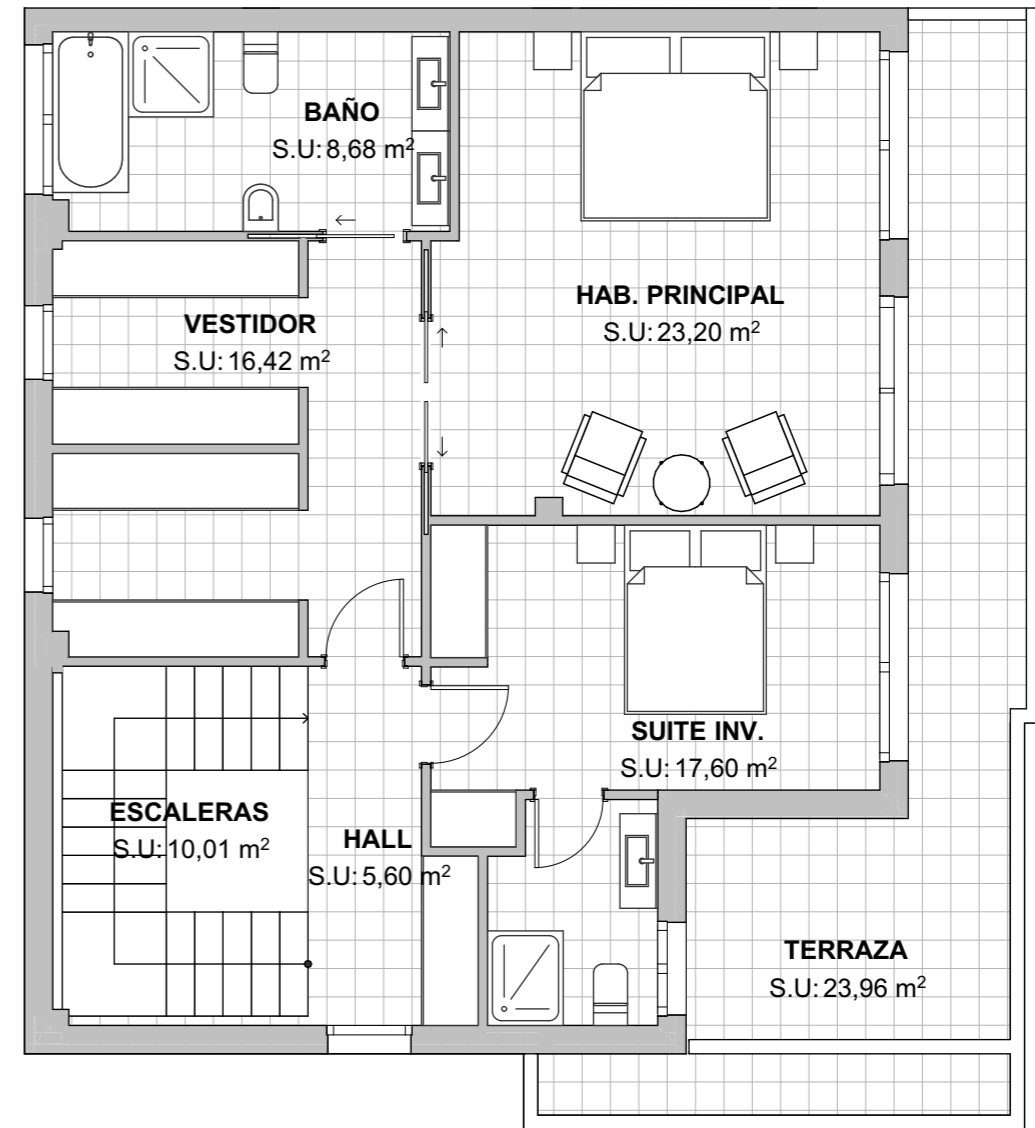 BAÑO
S.U: 8,68 m²
HAB. PRINCIPAL
S.U: 23,20 m²
VESTIDOR
S.U: 16,42 m²
SUITE INV.
S.U: 17,60 m²
ESCALERAS
S.U: 10,01 m²
HALL
S.U: 5,60 m²
TERRAZA
S.U: 23,96 m²